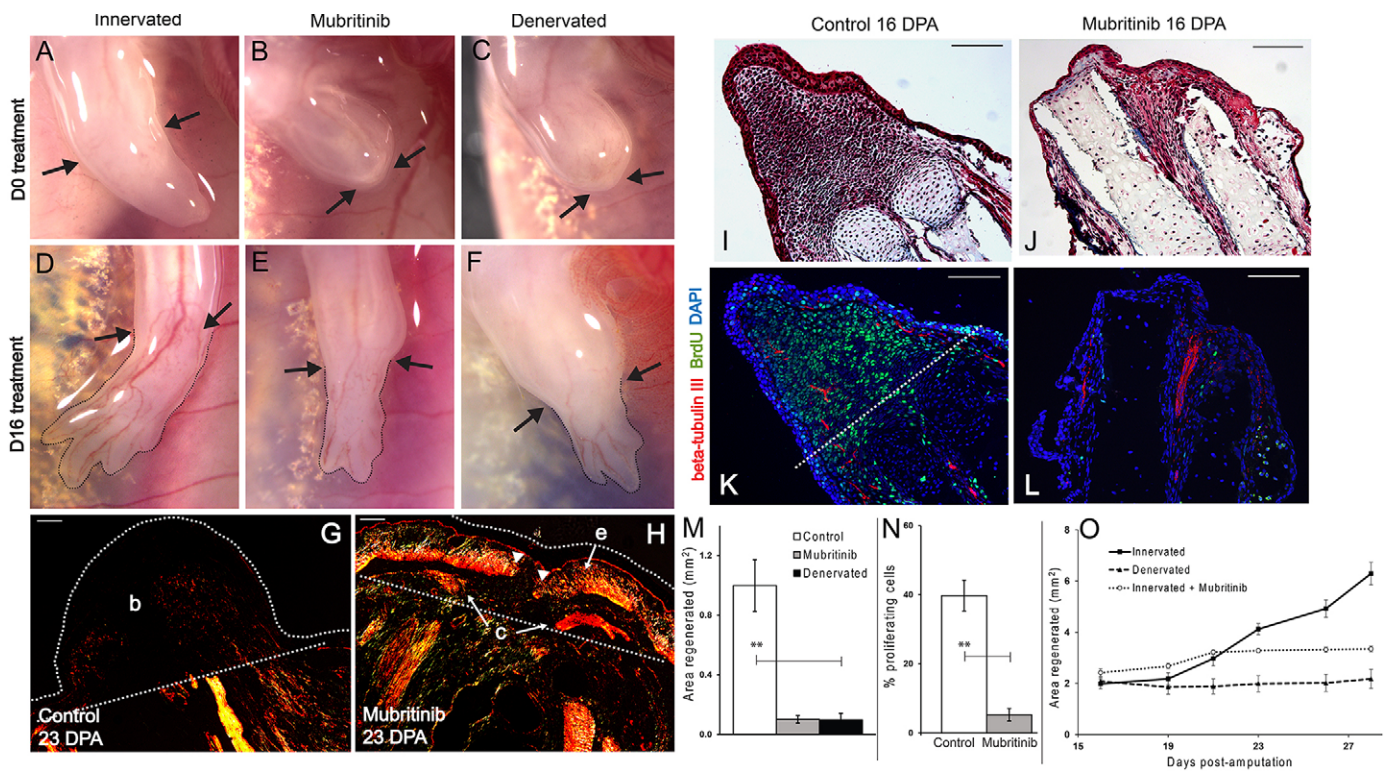 Innervated
Mubritinib
Denervated
Control 16 DPA
Mubritinib 16 DPA
D0 treatment
A
B
C
I
J
D16 treatment
D
E
F
beta-tubulin III BrdU DAPI
K
L
G
b
Control
23 DPA
H
e
c
Mubritinib
23 DPA
M
Area regenerated (mm²)
1.2
0.8
0.4
0.0
Control
Mubritinib
Denervated
**
N
% proliferating cells
60
40
20
0
**
Control Mubritinib
O
Area regenerated (mm²)
8
6
4
2
0
Innervated
Denervated
Innervated + Mubritinib
15 19 23 27
Days post-amputation